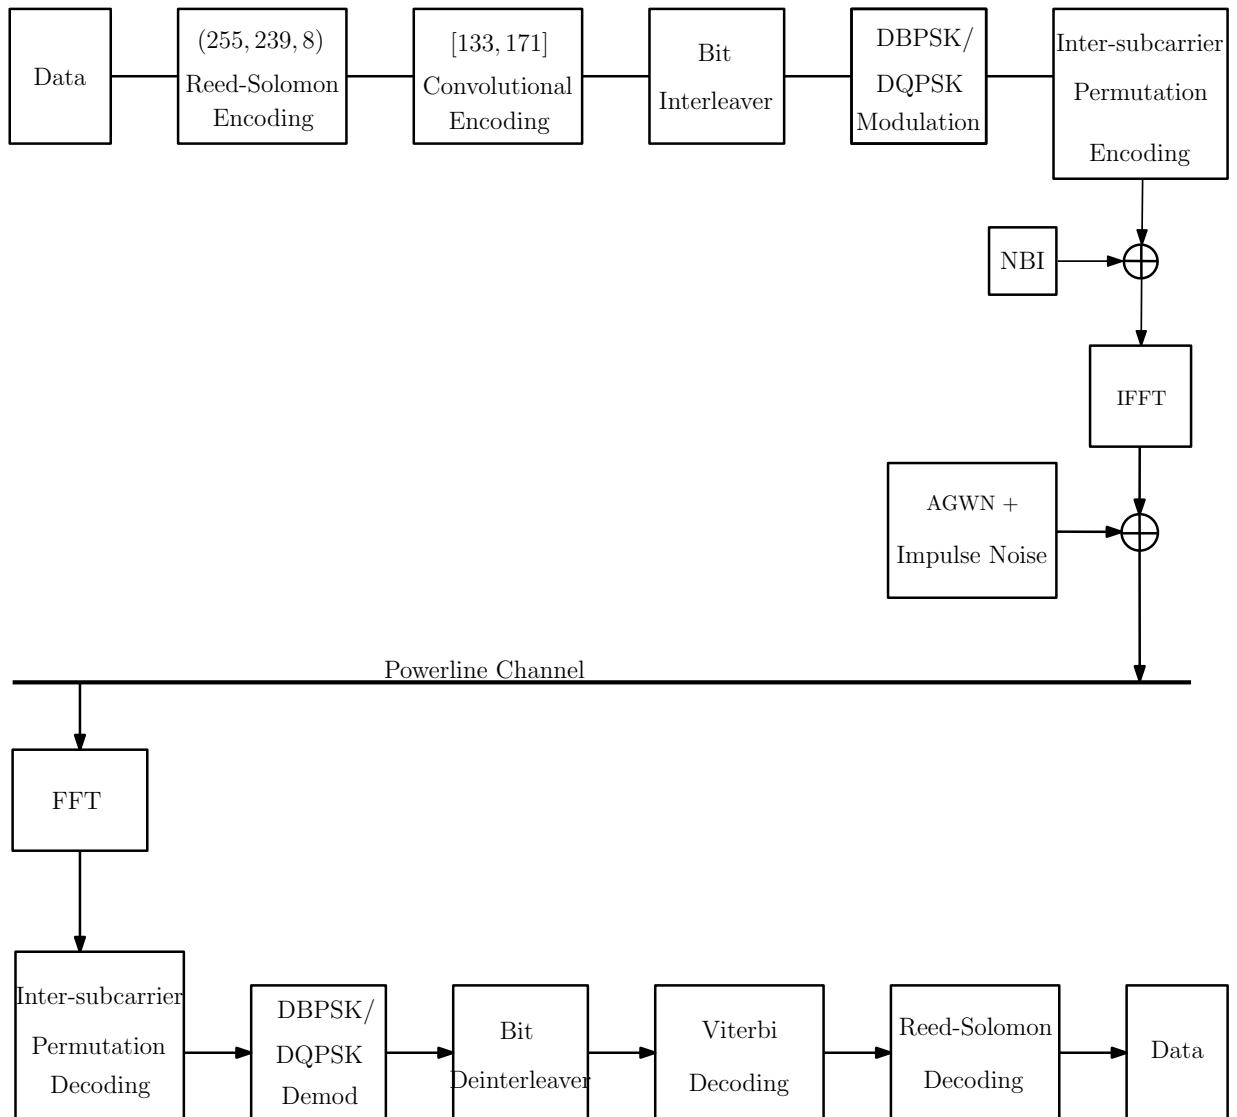 Data
(255, 239, 8)
Reed-Solomon
Encoding
[133, 171]
Convolutional
Encoding
Bit
Interleaver
DBPSK/
DQPSK
Modulation
Inter-subcarrier
Permutation
Encoding
NBI
IFFT
AGWN +
Impulse Noise
Powerline Channel
FFT
Inter-subcarrier
Permutation
Decoding
DBPSK/
DQPSK
Demod
Bit
Deinterleaver
Viterbi
Decoding
Reed-Solomon
Decoding
Data